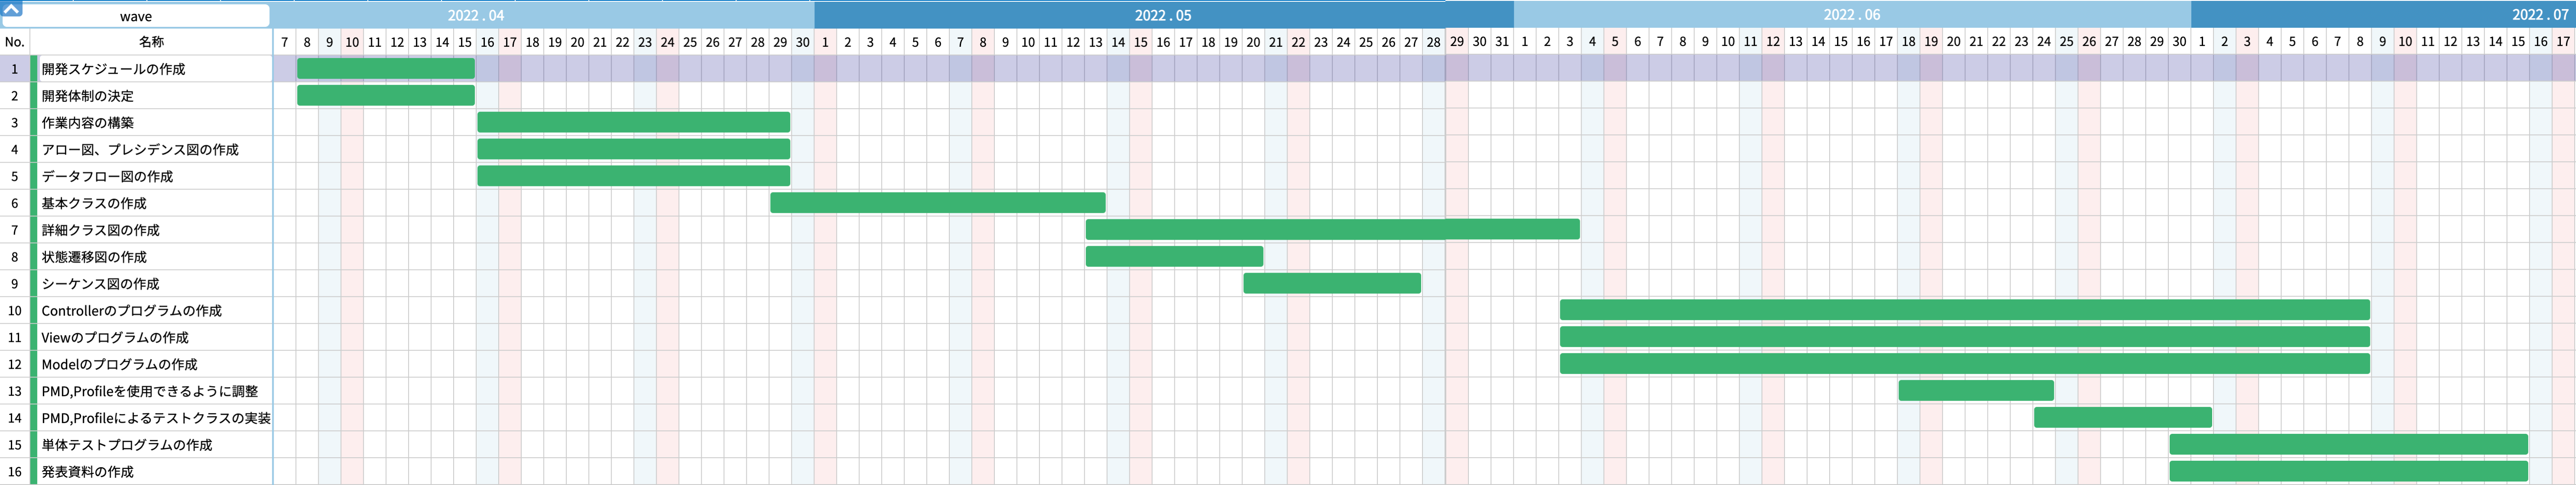 wave 2022 . 04 2022 . 05 2022 . 06 2022 . 07
No. 名称 7 8 9 10 11 12 13 14 15 16 17 18 19 20 21 22 23 24 25 26 27 28 29 30 1 2 3 4 5 6 7 8 9 10 11 12 13 14 15 16 17 18 19 20 21 22 23 24 25 26 27 28 29 30 31 1 2 3 4 5 6 7 8 9 10 11 12 13 14 15 16 17 18 19 20 21 22 23 24 25 26 27 28 29 30 1 2 3 4 5 6 7 8 9 10 11 12 13 14 15 16 17
1 開発スケジュールの作成
2 開発体制の決定
3 作業内容の構築
4 アロー図、プレシデンス図の作成
5 データフロー図の作成
6 基本クラスの作成
7 詳細クラス図の作成
8 状態遷移図の作成
9 シーケンス図の作成
10 Controllerのプログラムの作成
11 Viewのプログラムの作成
12 Modelのプログラムの作成
13 PMD,Profileを使用できるように調整
14 PMD,Profileによるテストクラスの実装
15 単体テストプログラムの作成
16 発表資料の作成